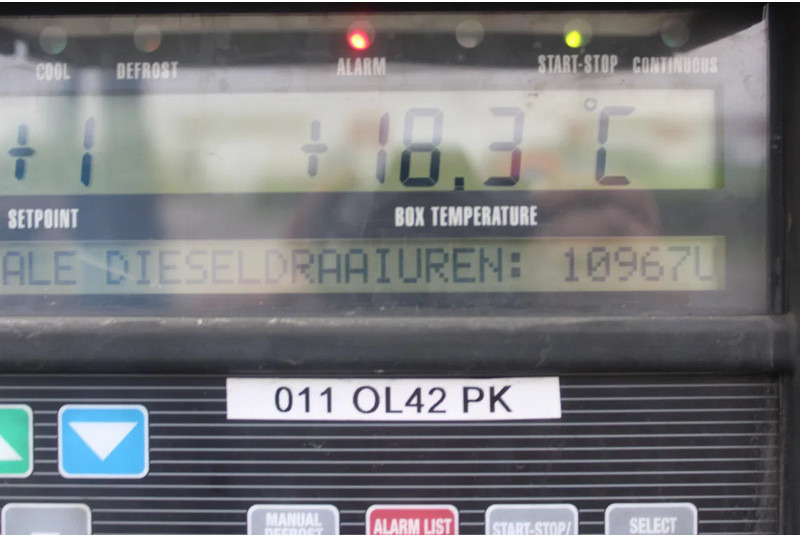 COOL DEFROST ALARM START-STOP CONTINUOUS
+1 +18.3 °C
SETPOINT BOX TEMPERATURE
ALE DIESELDRAAIUREN: 10967U
011 OL42 PK
MANUAL DEFROST ALARM LIST START-STOP/ SELECT